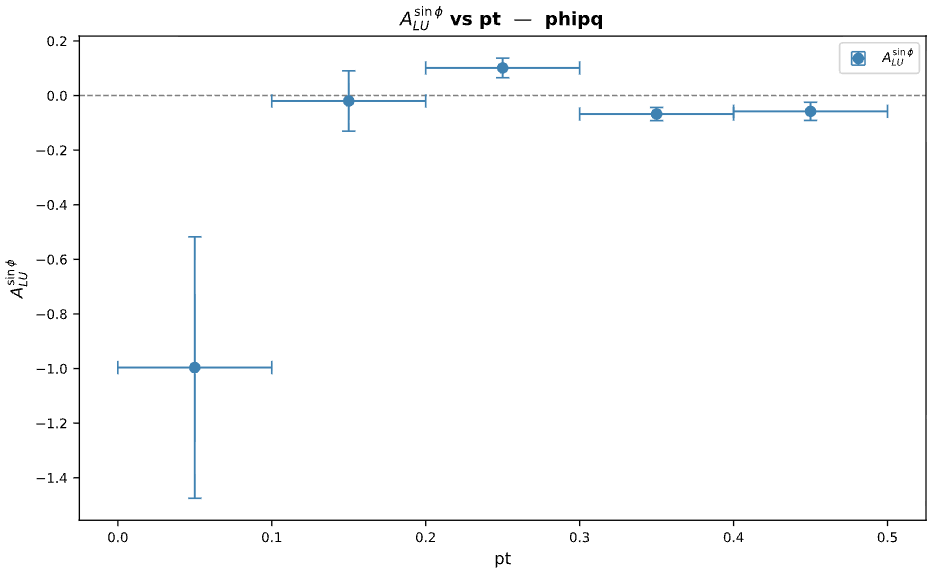 A_{LU}^{sin ϕ} vs pt — phipq
0.2
0.0
−0.2
−0.4
−0.6
−0.8
−1.0
−1.2
−1.4
A_{LU}^{sin ϕ}
A_{LU}^{sin ϕ}
0.0 0.1 0.2 0.3 0.4 0.5
pt